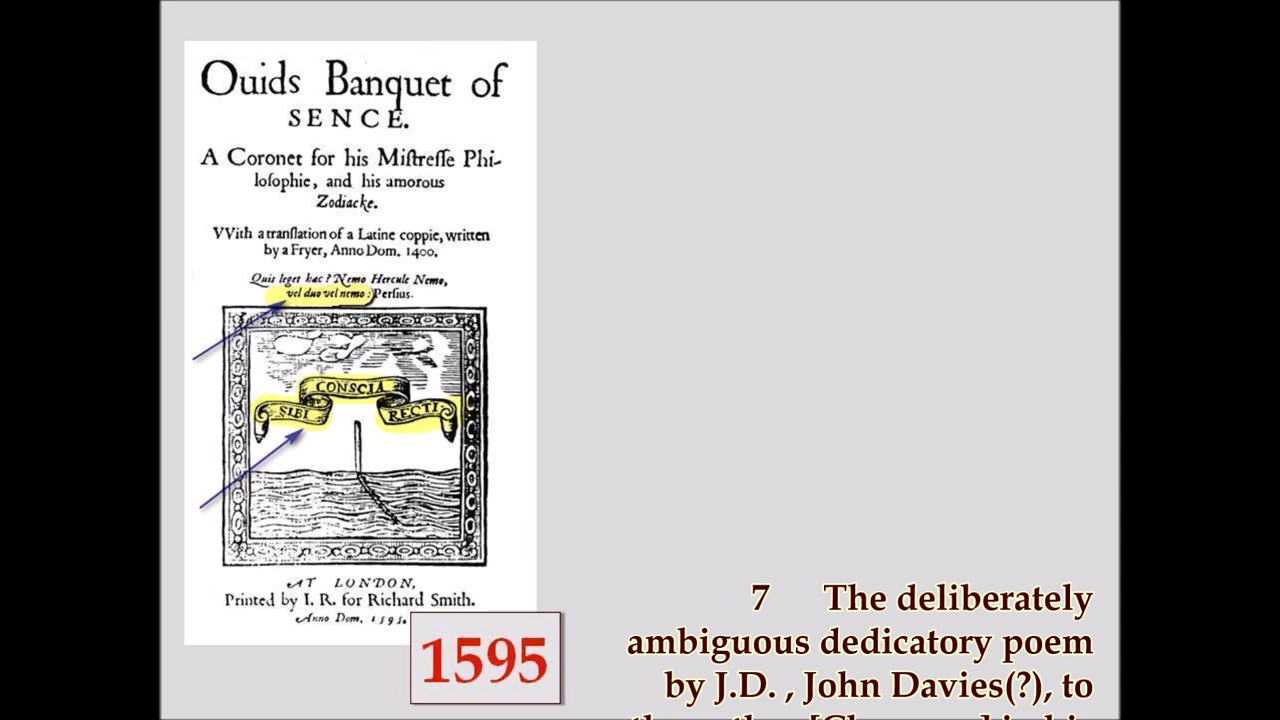 Ouids Banquet of
SENCE.
A Coronet for his Mistresse Phi-
losophie, and his amorous
Zodiacke.
VVith a translation of a Latine coppie, written
by a Fryer, Anno Dom. 1400.
Quis leget hæc? Nemo Hercule Nemo,
vel duo vel nemo: Persius.
CONSCIA
SIBI RECTI
AT LONDON,
Printed by I. R. for Richard Smith.
Anno Dom. 1595.
1595
7 The deliberately
ambiguous dedicatory poem
by J.D. , John Davies(?), to